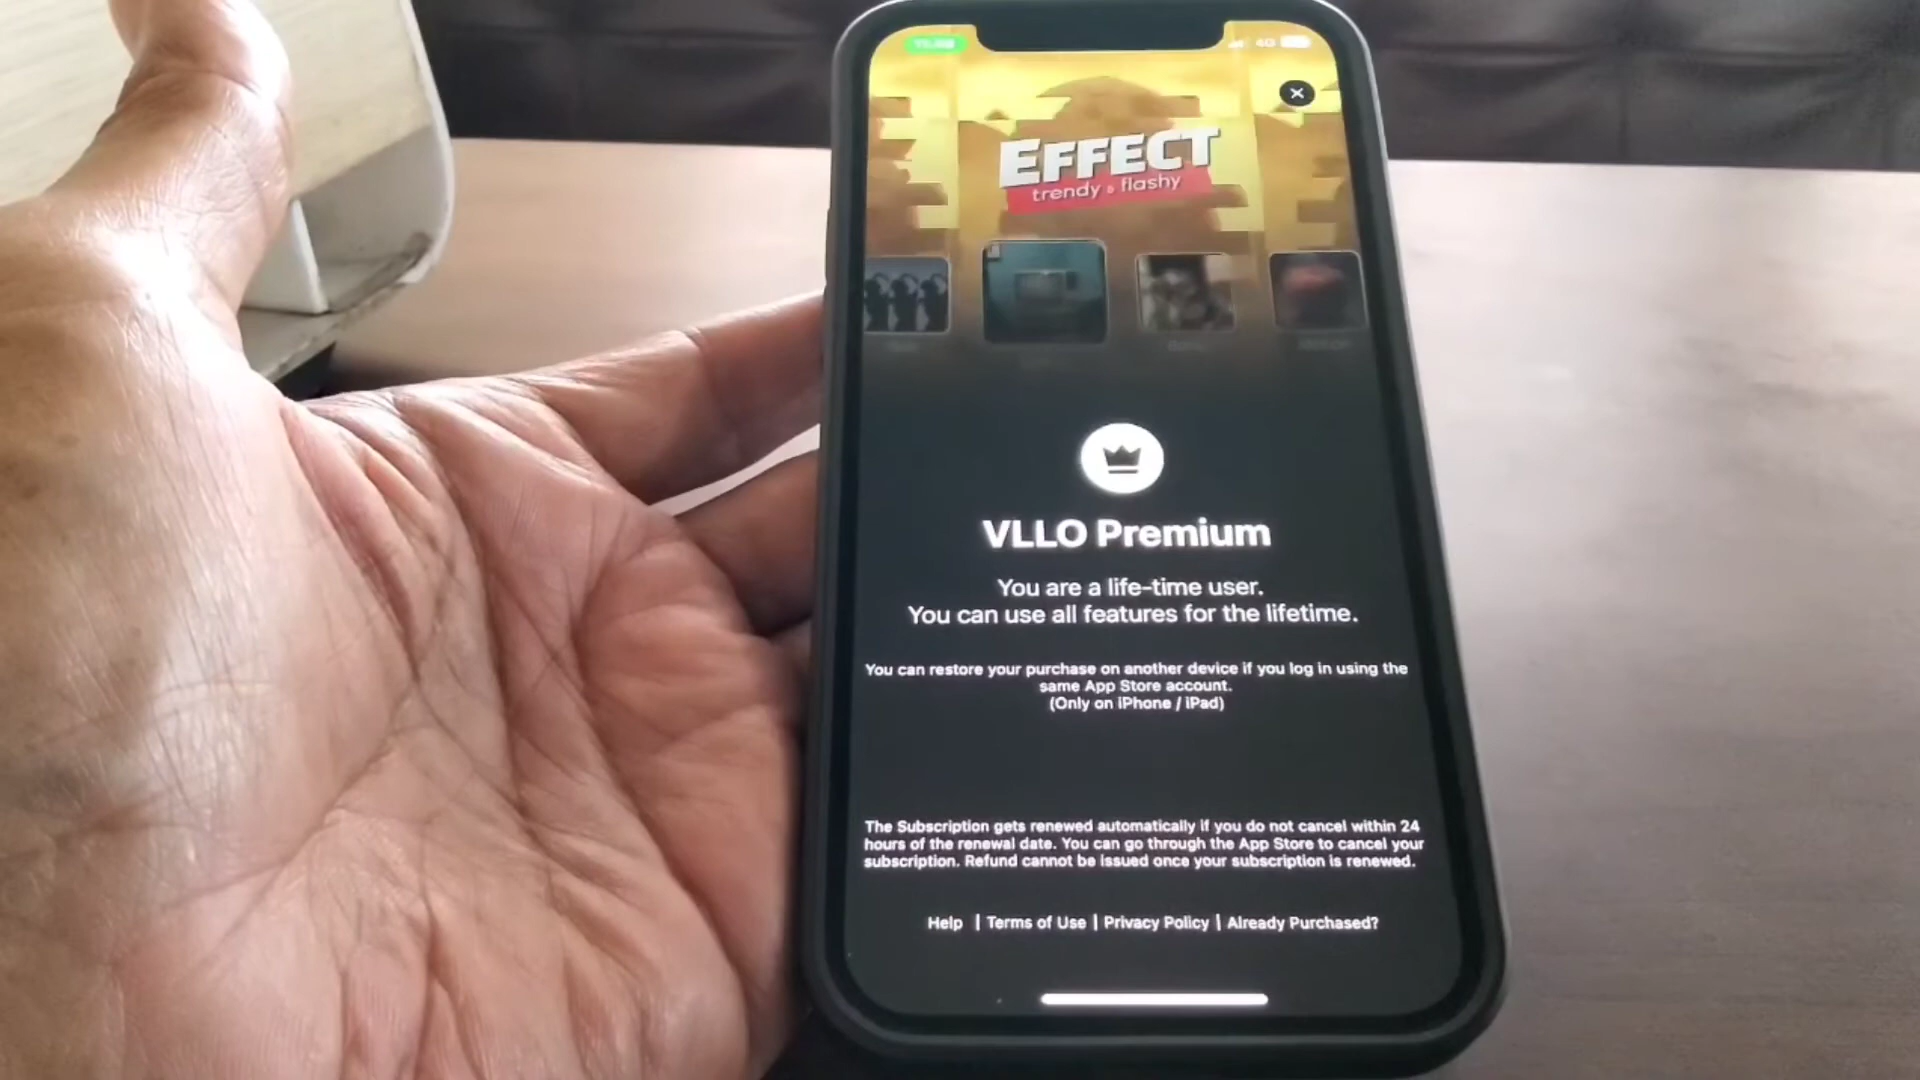 4G
EFFECT
trendy & flashy
VLLO Premium
You are a life-time user.
You can use all features for the lifetime.
You can restore your purchase on another device if you log in using the
same App Store account.
(Only on iPhone / iPad)
The Subscription gets renewed automatically if you do not cancel within 24
hours of the renewal date. You can go through the App Store to cancel your
subscription. Refund cannot be issued once your subscription is renewed.
Help | Terms of Use | Privacy Policy | Already Purchased?